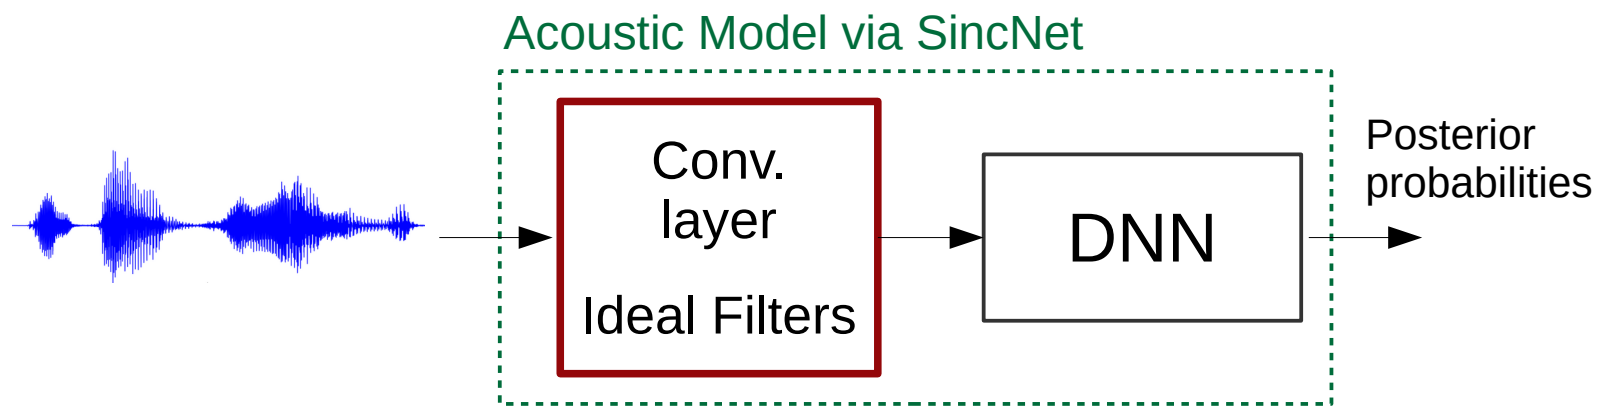 Acoustic Model via SincNet
Conv.
layer
Ideal Filters
DNN
Posterior
probabilities